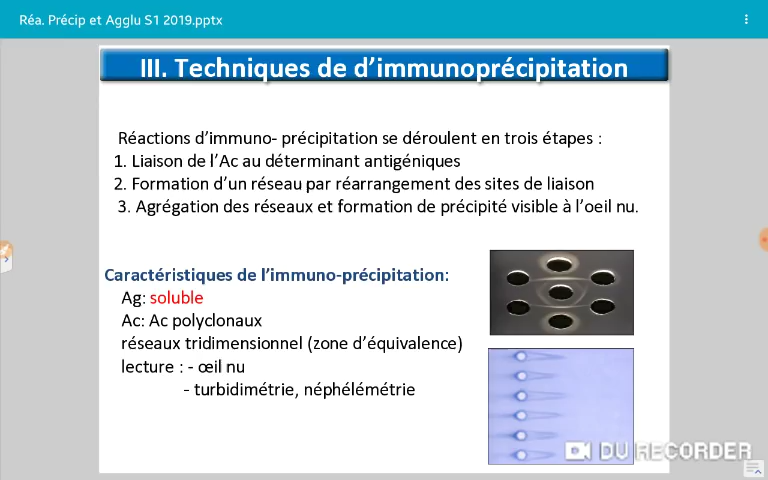 Réa. Précip et Agglu S1 2019.pptx
III. Techniques de d'immunoprécipitation
Réactions d'immuno- précipitation se déroulent en trois étapes :
1. Liaison de l'Ac au déterminant antigéniques
2. Formation d'un réseau par réarrangement des sites de liaison
3. Agrégation des réseaux et formation de précipité visible à l'oeil nu.
Caractéristiques de l'immuno-précipitation:
Ag: soluble
Ac: Ac polyclonaux
réseaux tridimensionnel (zone d'équivalence)
lecture : - œil nu
- turbidimétrie, néphélémétrie
DU RECORDER